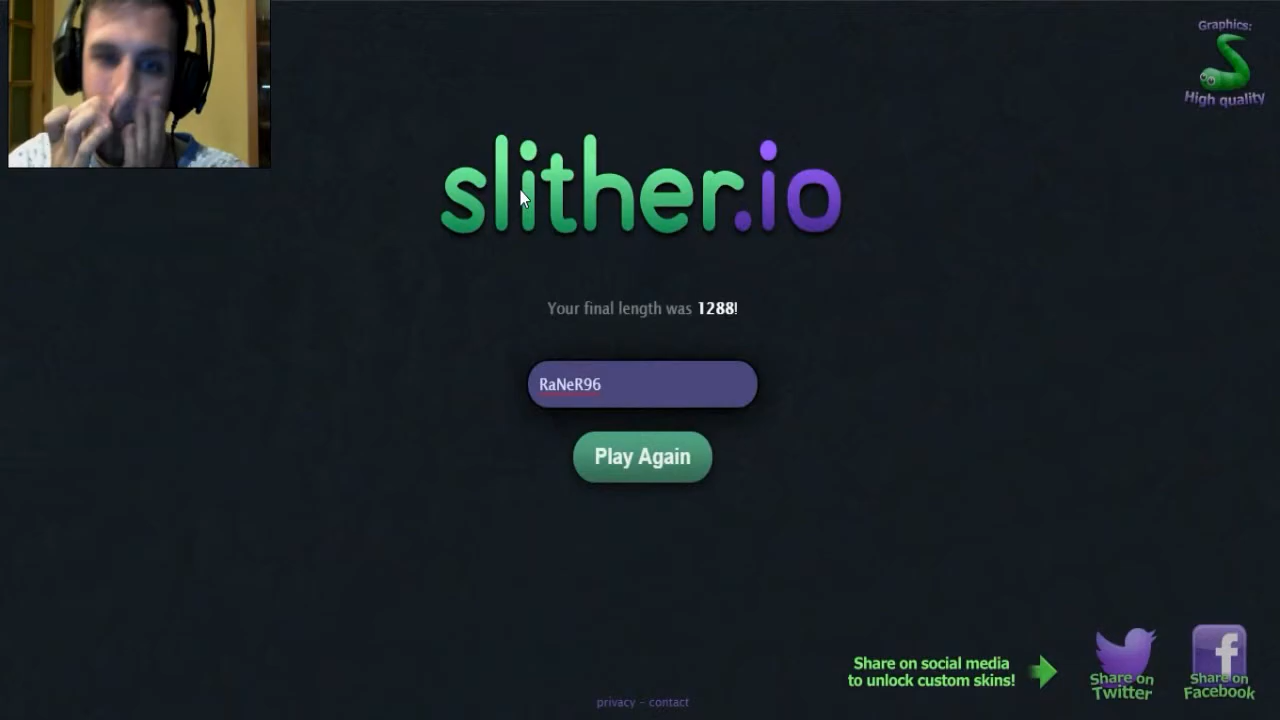 Graphics:
High quality
slither.io
Your final length was 1288!
RaNeR96
Play Again
Share on social media
to unlock custom skins!
Share on
Twitter
Share on
Facebook
privacy - contact